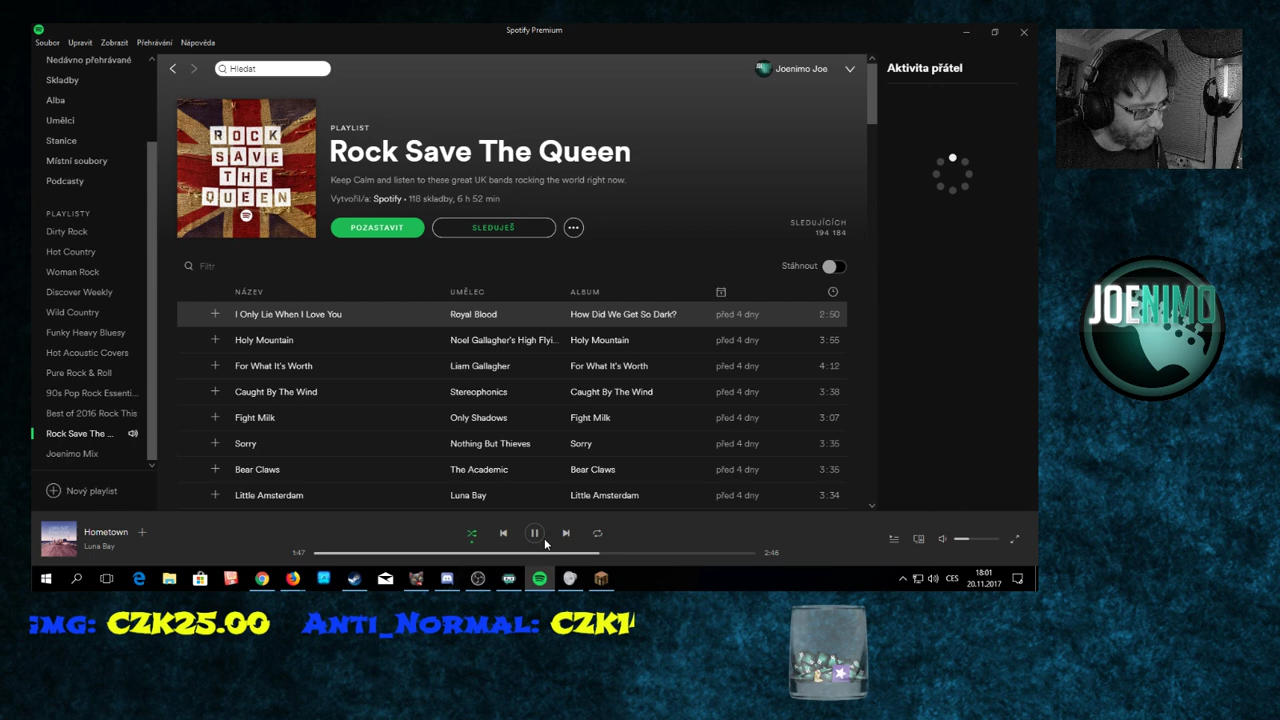 Spotify Premium
Soubor Upravit Zobrazit Přehrávání Nápověda
Nedávno přehrávané
Skladby
Alba
Umělci
Stanice
Místní soubory
Podcasty
PLAYLISTY
Dirty Rock
Hot Country
Woman Rock
Discover Weekly
Wild Country
Funky Heavy Bluesy
Hot Acoustic Covers
Pure Rock & Roll
90s Pop Rock Essenti...
Best of 2016 Rock This
Rock Save The ...
Joenimo Mix
Nový playlist
Hledat
Joenimo Joe
ROCK
SAVE
THE
QUEEN
PLAYLIST
Rock Save The Queen
Keep Calm and listen to these great UK bands rocking the world right now.
Vytvořil/a: Spotify • 118 skladby, 6 h 52 min
POZASTAVIT
SLEDUJEŠ
SLEDUJÍCÍCH
194 184
Filtr
Stáhnout
NÁZEV UMĚLEC ALBUM
I Only Lie When I Love You Royal Blood How Did We Get So Dark? před 4 dny 2:50
Holy Mountain Noel Gallagher's High Flyi... Holy Mountain před 4 dny 3:55
For What It's Worth Liam Gallagher For What It's Worth před 4 dny 4:12
Caught By The Wind Stereophonics Caught By The Wind před 4 dny 3:38
Fight Milk Only Shadows Fight Milk před 4 dny 3:07
Sorry Nothing But Thieves Sorry před 4 dny 3:35
Bear Claws The Academic Bear Claws před 4 dny 3:35
Little Amsterdam Luna Bay Little Amsterdam před 4 dny 3:34
Aktivita přátel
JOENIMO
Hometown
Luna Bay
1:47
2:46
CES
18:01
20.11.2017
GMG: CZK25.00 Anti_Normal: CZK1